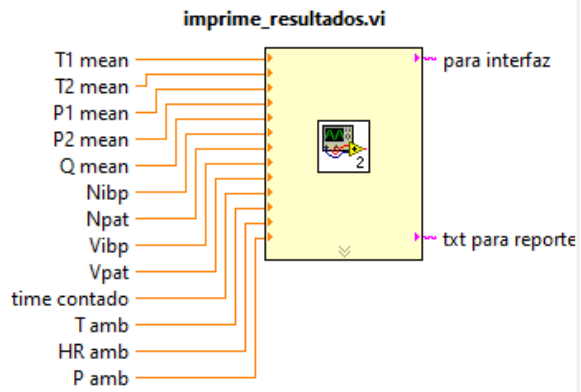 imprime_resultados.vi
T1 mean
T2 mean
P1 mean
P2 mean
Q mean
Nibp
Npat
Vibp
Vpat
time contado
T amb
HR amb
P amb
para interfaz
txt para reporte
2